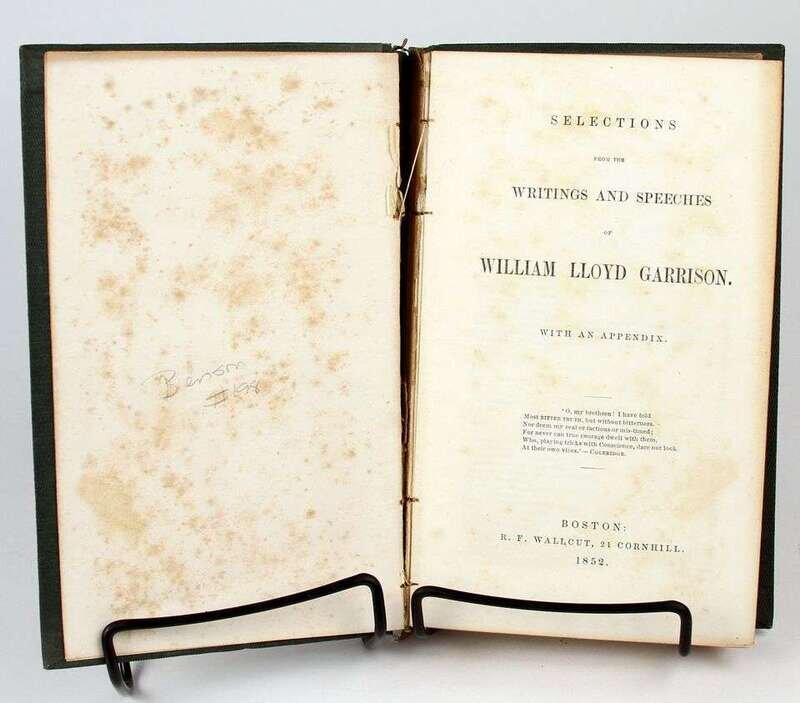 Benson
#198
SELECTIONS
FROM THE
WRITINGS AND SPEECHES
OF
WILLIAM LLOYD GARRISON.
WITH AN APPENDIX.
'O, my brethren! I have told
Most BITTER TRUTH, but without bitterness.
Nor deem my zeal or factious or mis-timed;
For never can true courage dwell with them,
Who, playing tricks with Conscience, dare not look
At their own vices.' — COLERIDGE.
BOSTON:
R. F. WALLCUT, 21 CORNHILL.
1852.